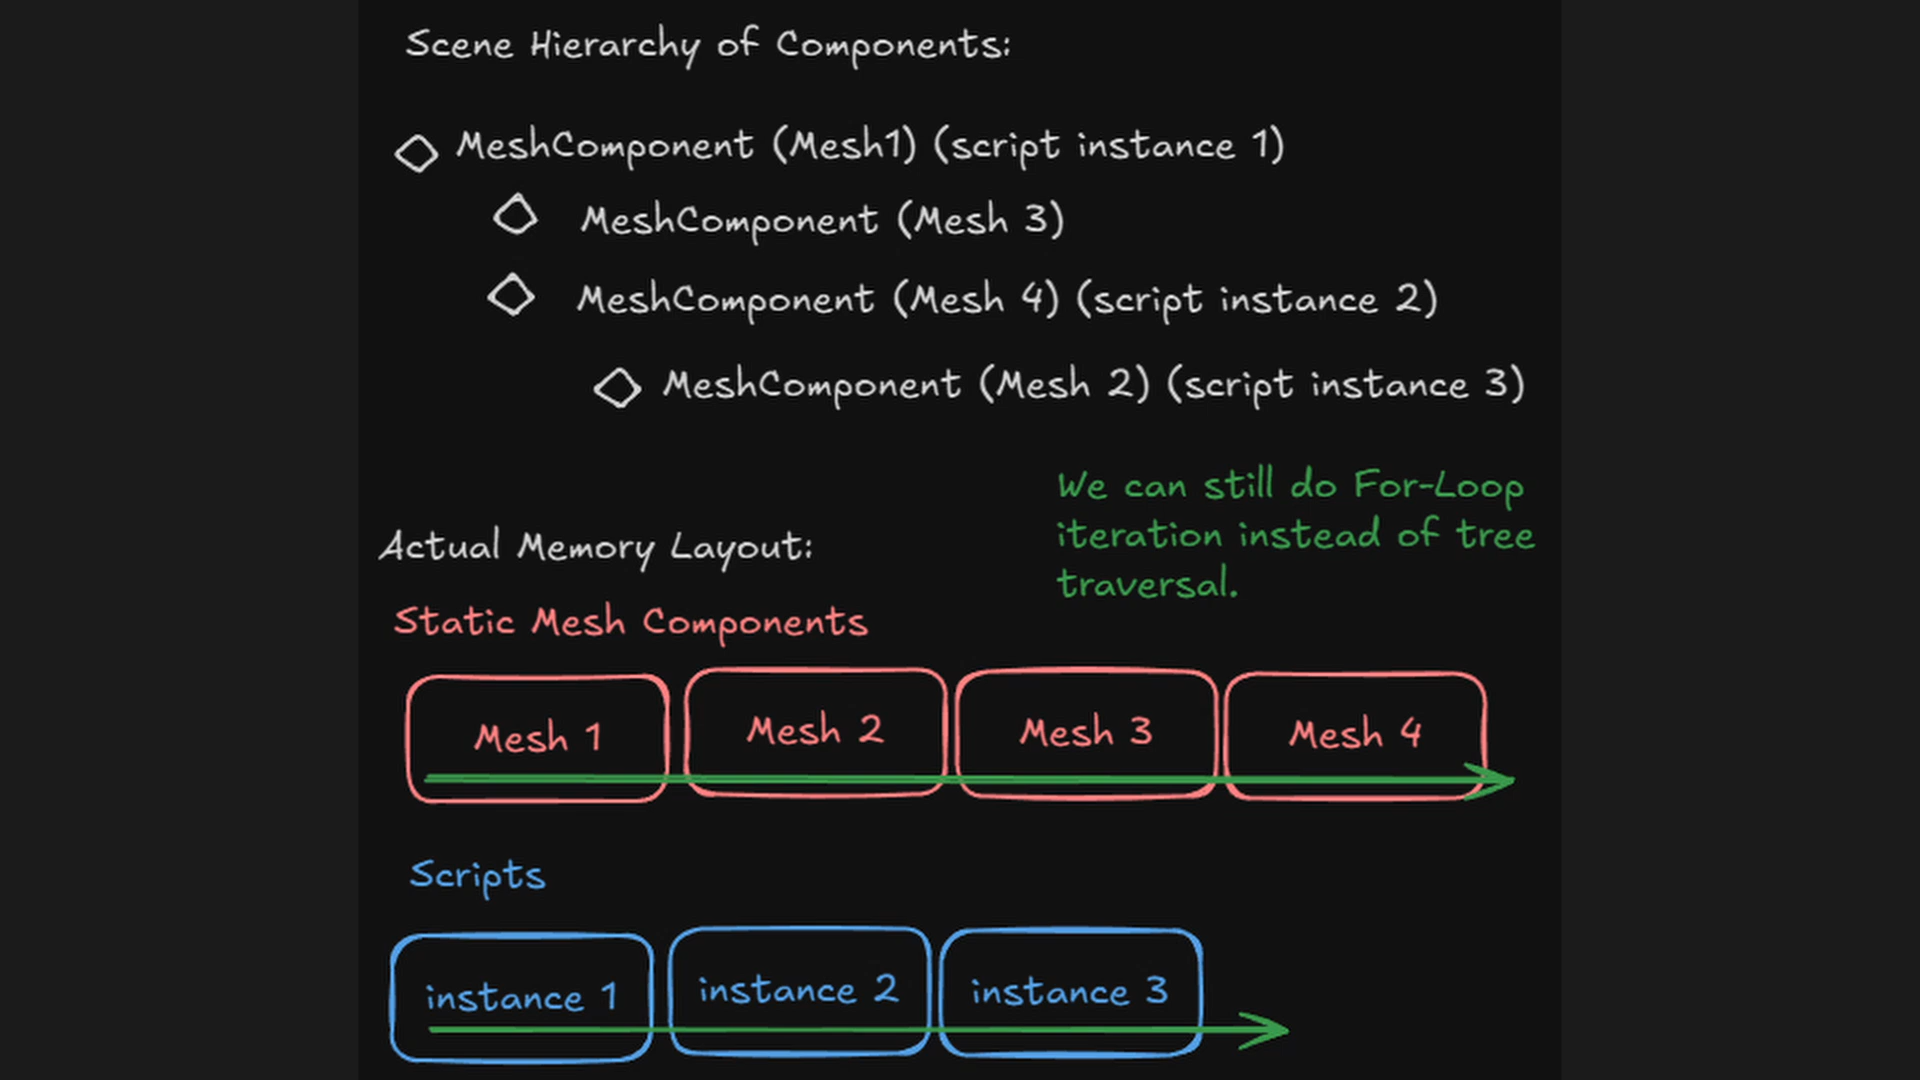 Scene Hierarchy of Components:
MeshComponent (Mesh1) (script instance 1)
MeshComponent (Mesh 3)
MeshComponent (Mesh 4) (script instance 2)
MeshComponent (Mesh 2) (script instance 3)
We can still do For-Loop
iteration instead of tree
traversal.
Actual Memory Layout:
Static Mesh Components
Mesh 1
Mesh 2
Mesh 3
Mesh 4
Scripts
instance 1
instance 2
instance 3